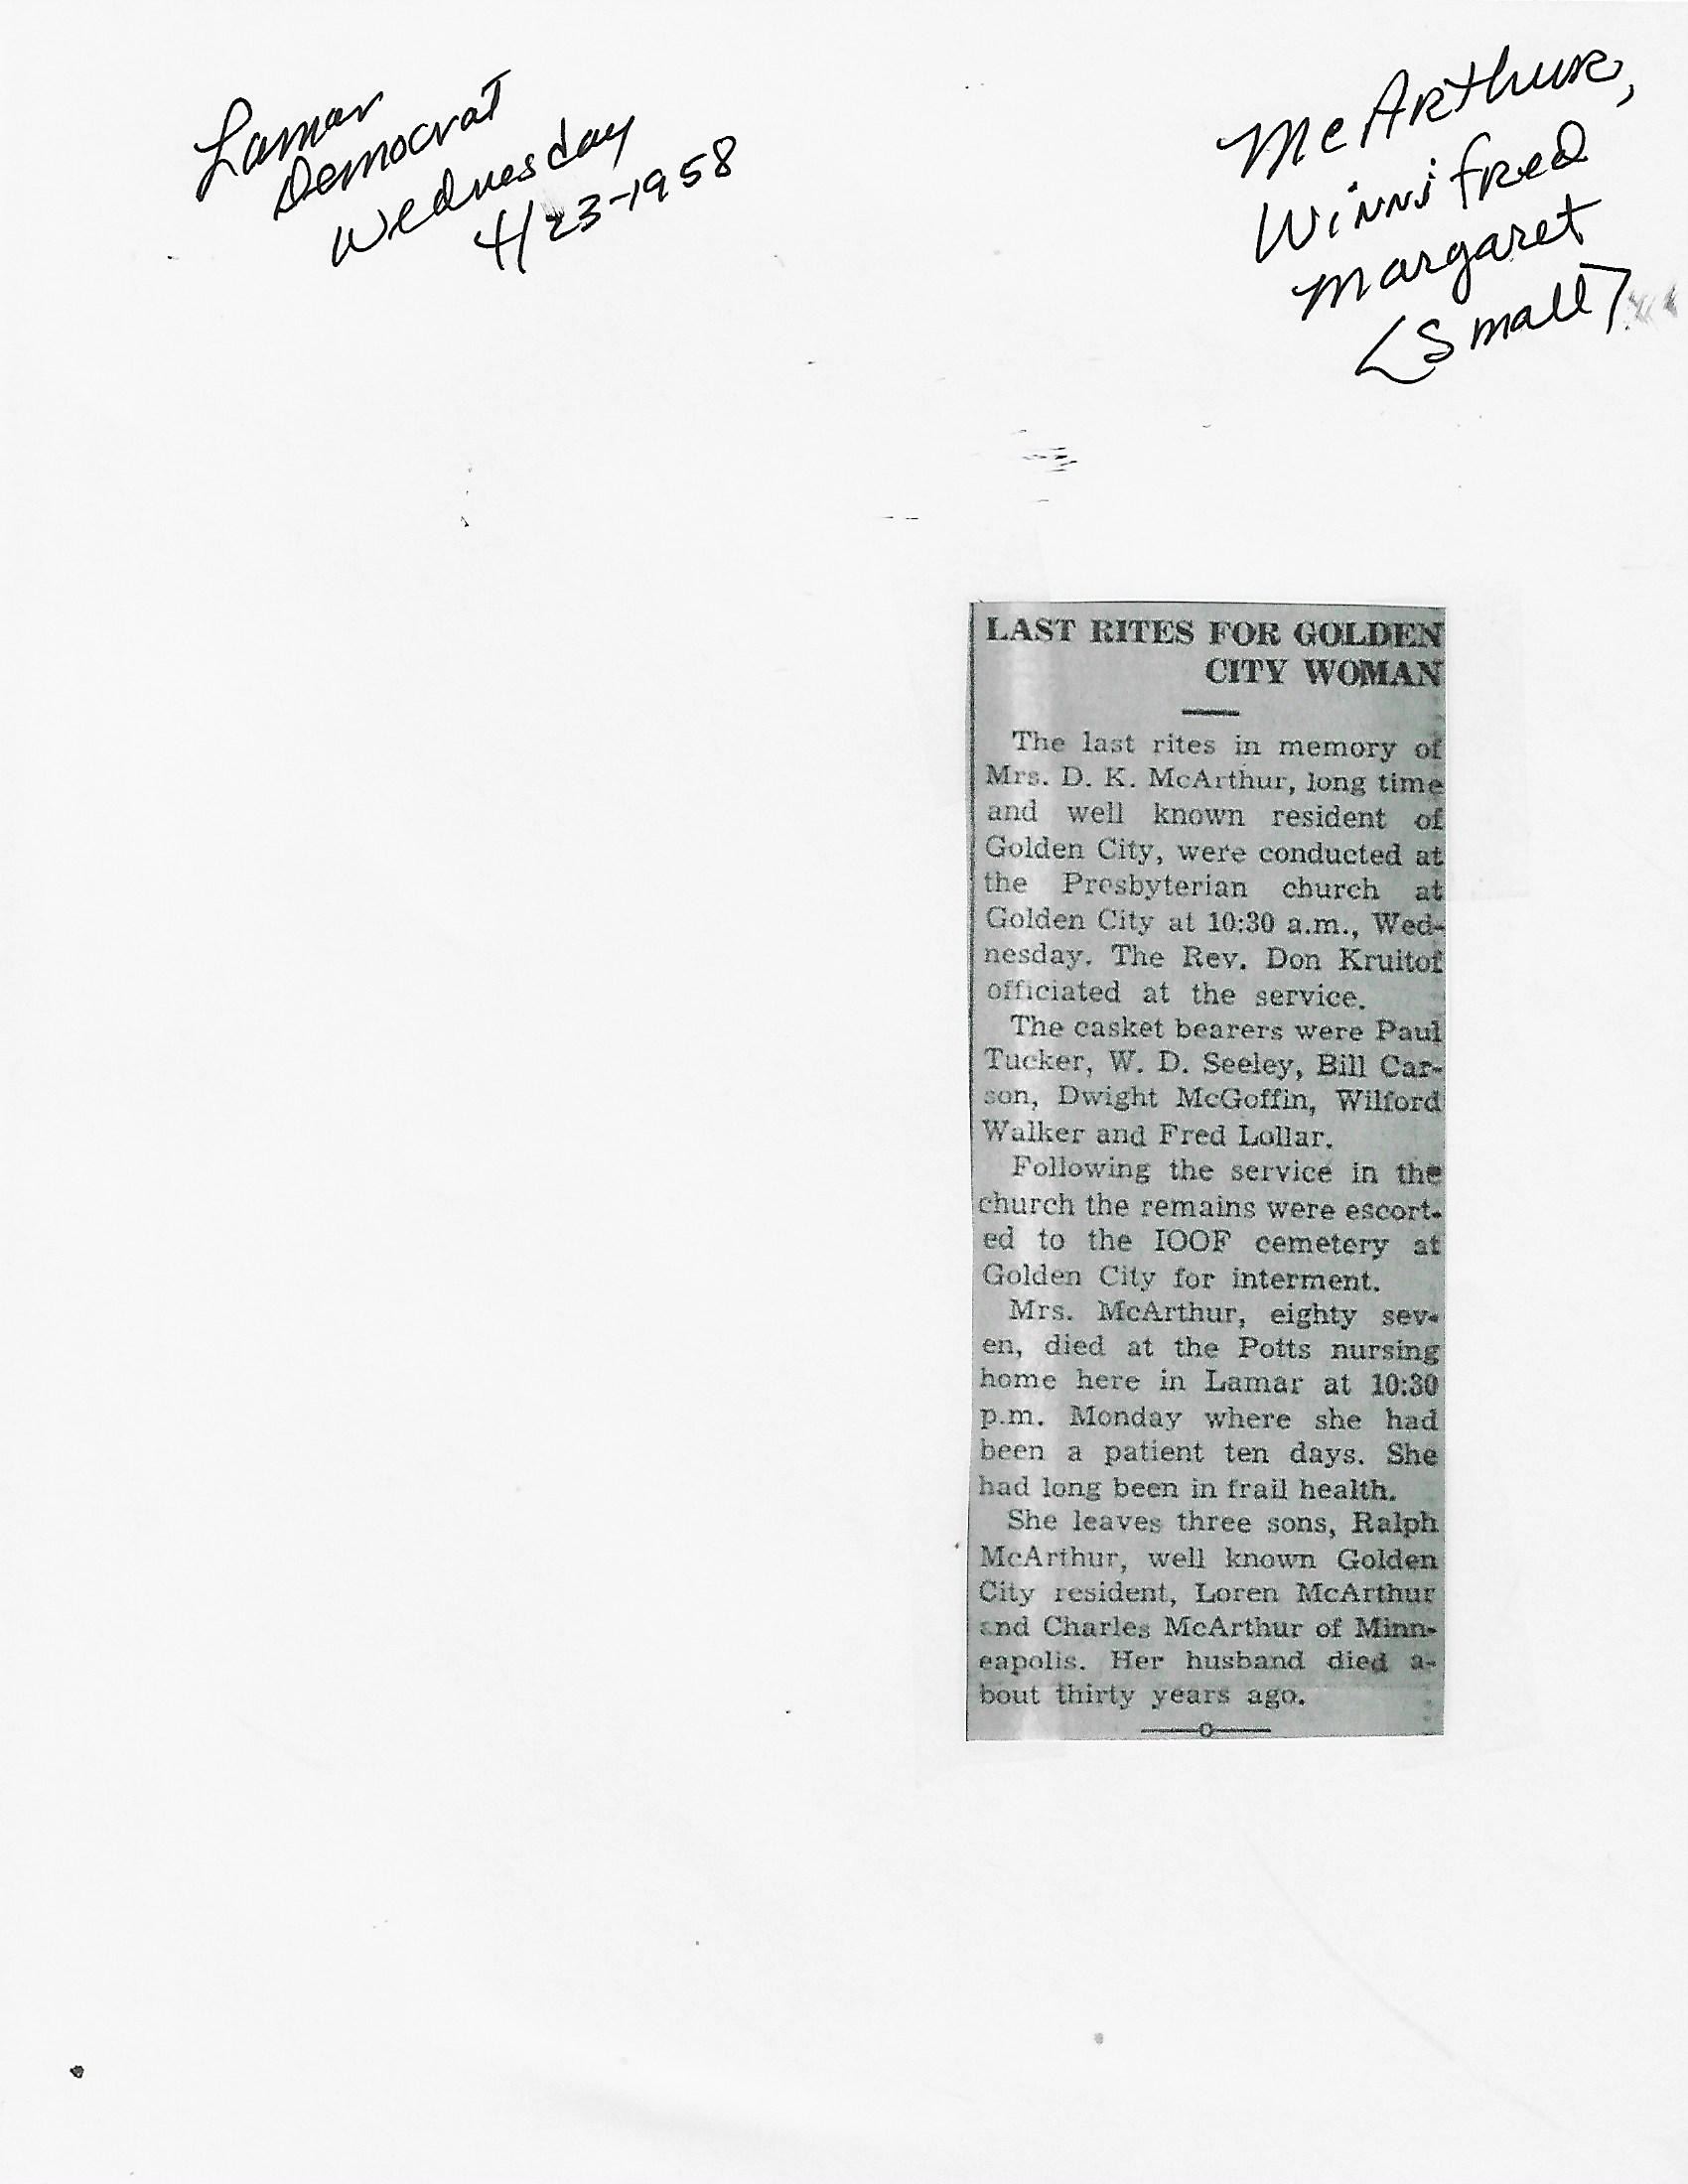 Lamar
Democrat
Wednesday
4/23-1958
McArthur,
Winnifred
Margaret
<Small>
LAST RITES FOR GOLDEN
CITY WOMAN
The last rites in memory of
Mrs. D. K. McArthur, long time
and well known resident of
Golden City, were conducted at
the Presbyterian church at
Golden City at 10:30 a.m., Wed-
nesday. The Rev. Don Kruitof
officiated at the service.
The casket bearers were Paul
Tucker, W. D. Seeley, Bill Car-
son, Dwight McGoffin, Wilford
Walker and Fred Lollar.
Following the service in the
church the remains were escort-
ed to the IOOF cemetery at
Golden City for interment.
Mrs. McArthur, eighty sev-
en, died at the Potts nursing
home here in Lamar at 10:30
p.m. Monday where she had
been a patient ten days. She
had long been in frail health.
She leaves three sons, Ralph
McArthur, well known Golden
City resident, Loren McArthur
and Charles McArthur of Minn-
eapolis. Her husband died a-
bout thirty years ago.